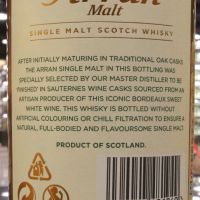 Arran
Malt
SINGLE MALT SCOTCH WHISKY
AFTER INITIALLY MATURING IN TRADITIONAL OAK CASKS
THE ARRAN SINGLE MALT IN THIS BOTTLING WAS
SPECIALLY SELECTED BY OUR MASTER DISTILLER TO BE
'FINISHED' IN SAUTERNES WINE CASKS SOURCED FROM AN
ARTISAN PRODUCER OF THIS ICONIC BORDEAUX SWEET
WHITE WINE, THIS WHISKY IS BOTTLED WITHOUT
ARTIFICIAL COLOURING OR CHILL FILTRATION TO ENSURE A
NATURAL, FULL-BODIED AND FLAVOURSOME SINGLE MALT.
PRODUCT OF SCOTLAND.